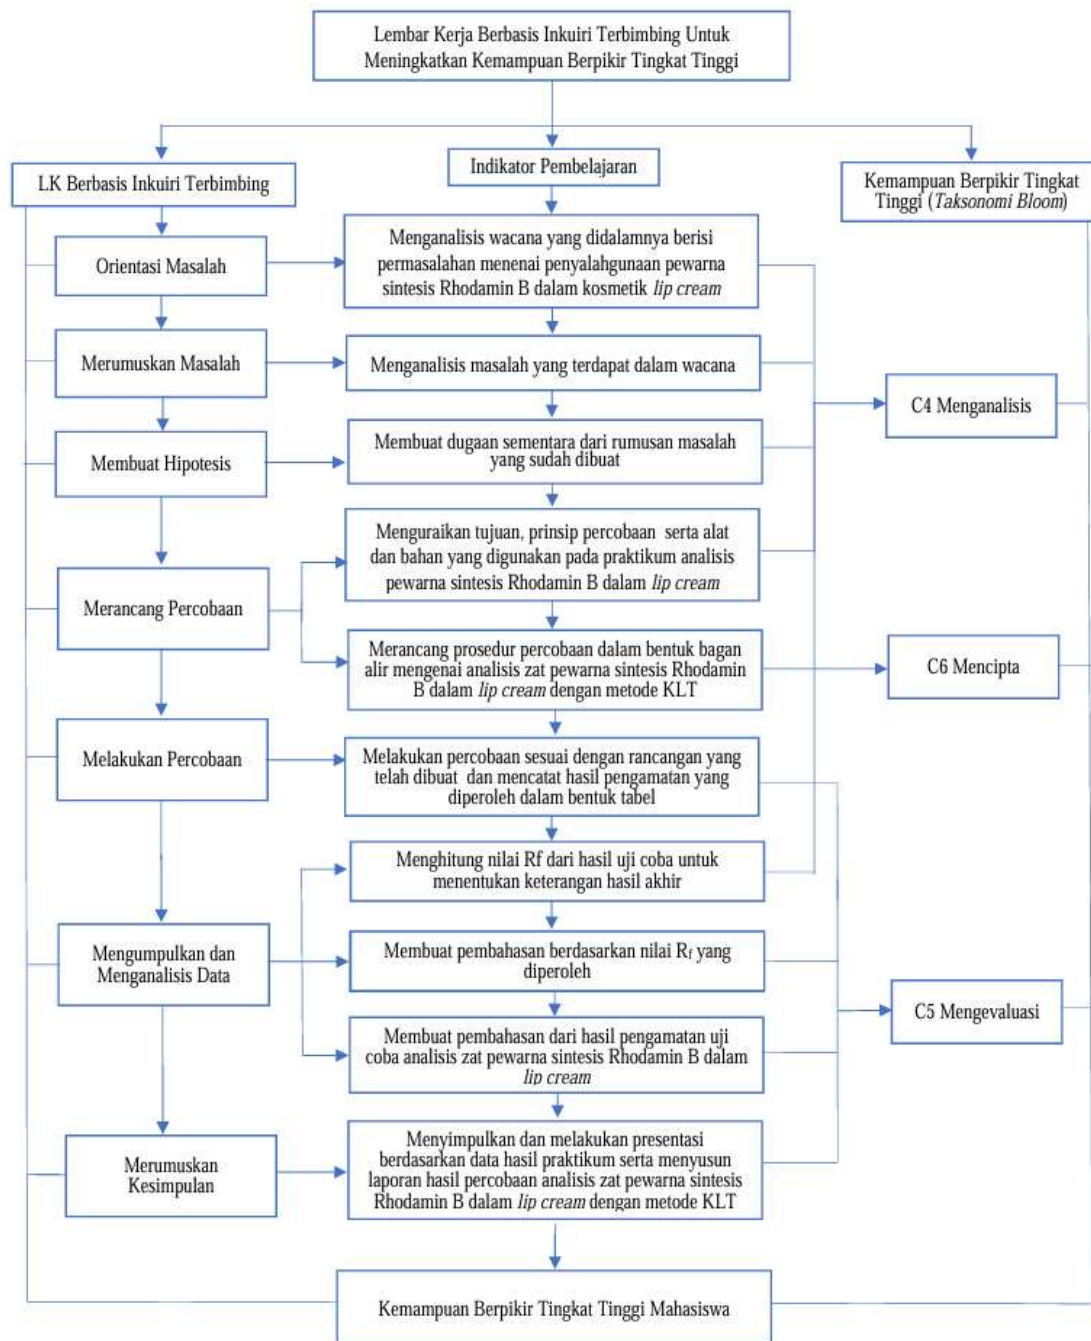 Lembar Kerja Berbasis Inkuiri Terbimbing Untuk
Meningkatkan Kemampuan Berpikir Tingkat Tinggi
LK Berbasis Inkuiri Terbimbing
Indikator Pembelajaran
Kemampuan Berpikir Tingkat
Tinggi (Taksonomi Bloom)
Orientasi Masalah
Menganalisis wacana yang didalamnya berisi
permasalahan menenai penyalahgunaan pewarna
sintesis Rhodamin B dalam kosmetik lip cream
Merumuskan Masalah
Menganalisis masalah yang terdapat dalam wacana
C4 Menganalisis
Membuat Hipotesis
Membuat dugaan sementara dari rumusan masalah
yang sudah dibuat
Merancang Percobaan
Menguraikan tujuan, prinsip percobaan serta alat
dan bahan yang digunakan pada praktikum analisis
pewarna sintesis Rhodamin B dalam lip cream
Merancang prosedur percobaan dalam bentuk bagan
alir mengenai analisis zat pewarna sintesis Rhodamin
B dalam lip cream dengan metode KLT
C6 Mencipta
Melakukan Percobaan
Melakukan percobaan sesuai dengan rancangan yang
telah dibuat dan mencatat hasil pengamatan yang
diperoleh dalam bentuk tabel
Menghitung nilai Rf dari hasil uji coba untuk
menentukan keterangan hasil akhir
Mengumpulkan dan
Menganalisis Data
Membuat pembahasan berdasarkan nilai Rf yang
diperoleh
Membuat pembahasan dari hasil pengamatan uji
coba analisis zat pewarna sintesis Rhodamin B dalam
lip cream
C5 Mengevaluasi
Merumuskan
Kesimpulan
Menyimpulkan dan melakukan presentasi
berdasarkan data hasil praktikum serta menyusun
laporan hasil percobaan analisis zat pewarna sintesis
Rhodamin B dalam lip cream dengan metode KLT
Kemampuan Berpikir Tingkat Tinggi Mahasiswa